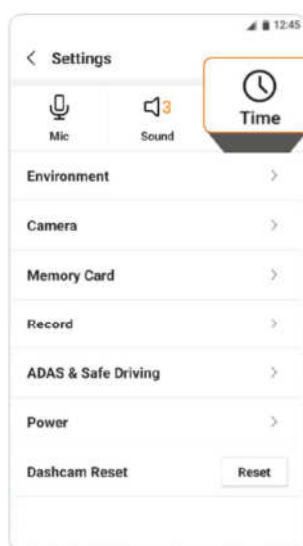 12:45
Settings
Mic
3
Sound
Time
Environment
Camera
Memory Card
Record
ADAS & Safe Driving
Power
Dashcam Reset
Reset